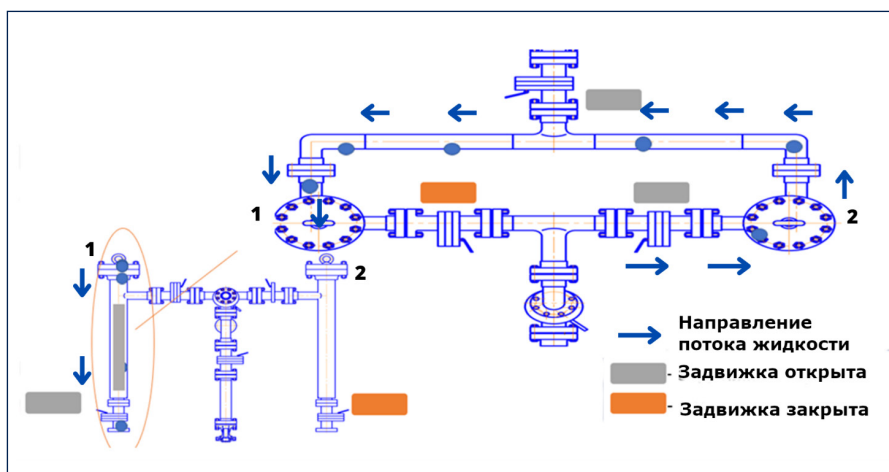 1
2
1
2
Направление
потока жидкости
- Задвижка открыта
- Задвижка закрыта